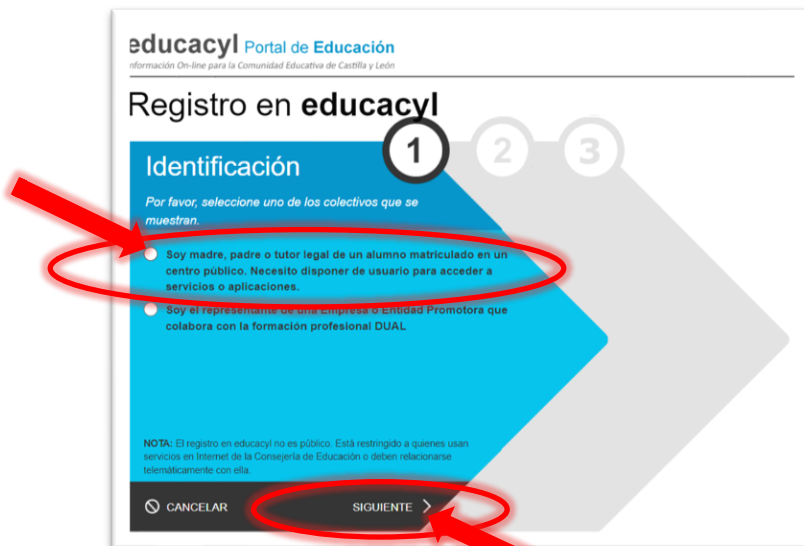 educacyl Portal de Educación
nformación On-line para la Comunidad Educativa de Castilla y León
Registro en educacyl
1 2 3
Identificación
Por favor, seleccione uno de los colectivos que se
muestran.
Soy madre, padre o tutor legal de un alumno matriculado en un
centro público. Necesito disponer de usuario para acceder a
servicios o aplicaciones.
Soy el representante de una Empresa o Entidad Promotora que
colabora con la formación profesional DUAL
NOTA: El registro en educacyl no es público. Está restringido a quienes usan
servicios en Internet de la Consejería de Educación o deben relacionarse
telemáticamente con ella.
CANCELAR SIGUIENTE